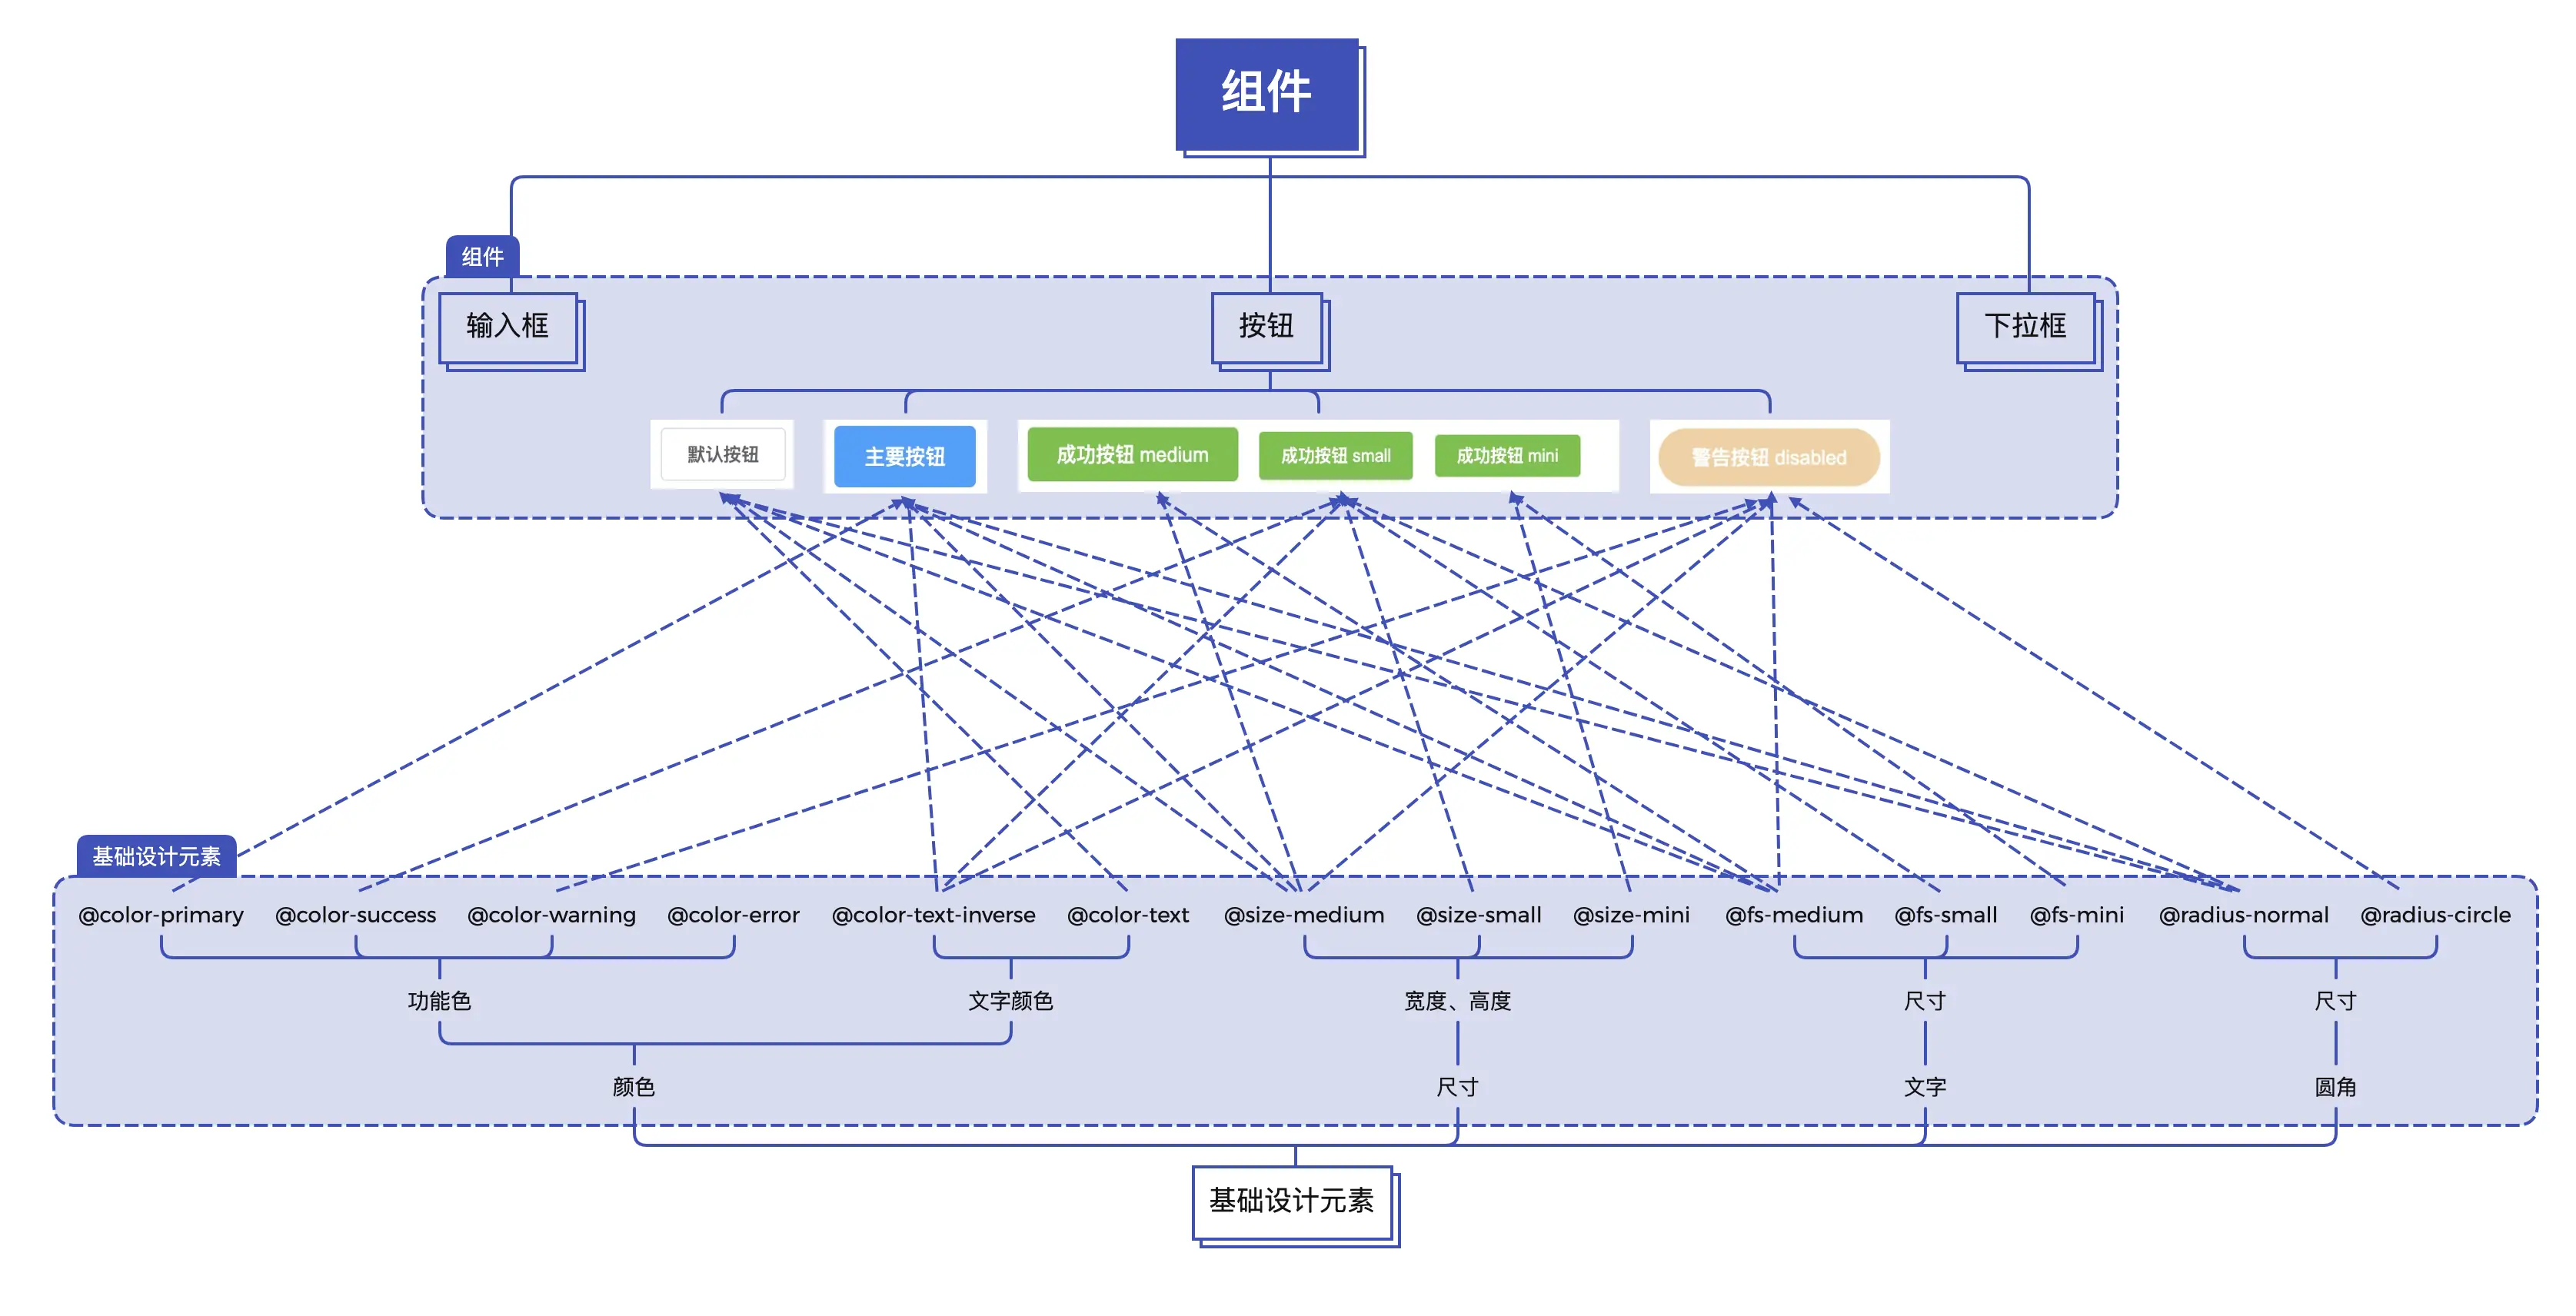 组件
组件
输入框
按钮
下拉框
默认按钮
主要按钮
成功按钮 medium
成功按钮 small
成功按钮 mini
警告按钮 disabled
基础设计元素
@color-primary
@color-success
@color-warning
@color-error
@color-text-inverse
@color-text
@size-medium
@size-small
@size-mini
@fs-medium
@fs-small
@fs-mini
@radius-normal
@radius-circle
功能色
文字颜色
宽度、高度
尺寸
尺寸
颜色
尺寸
文字
圆角
基础设计元素